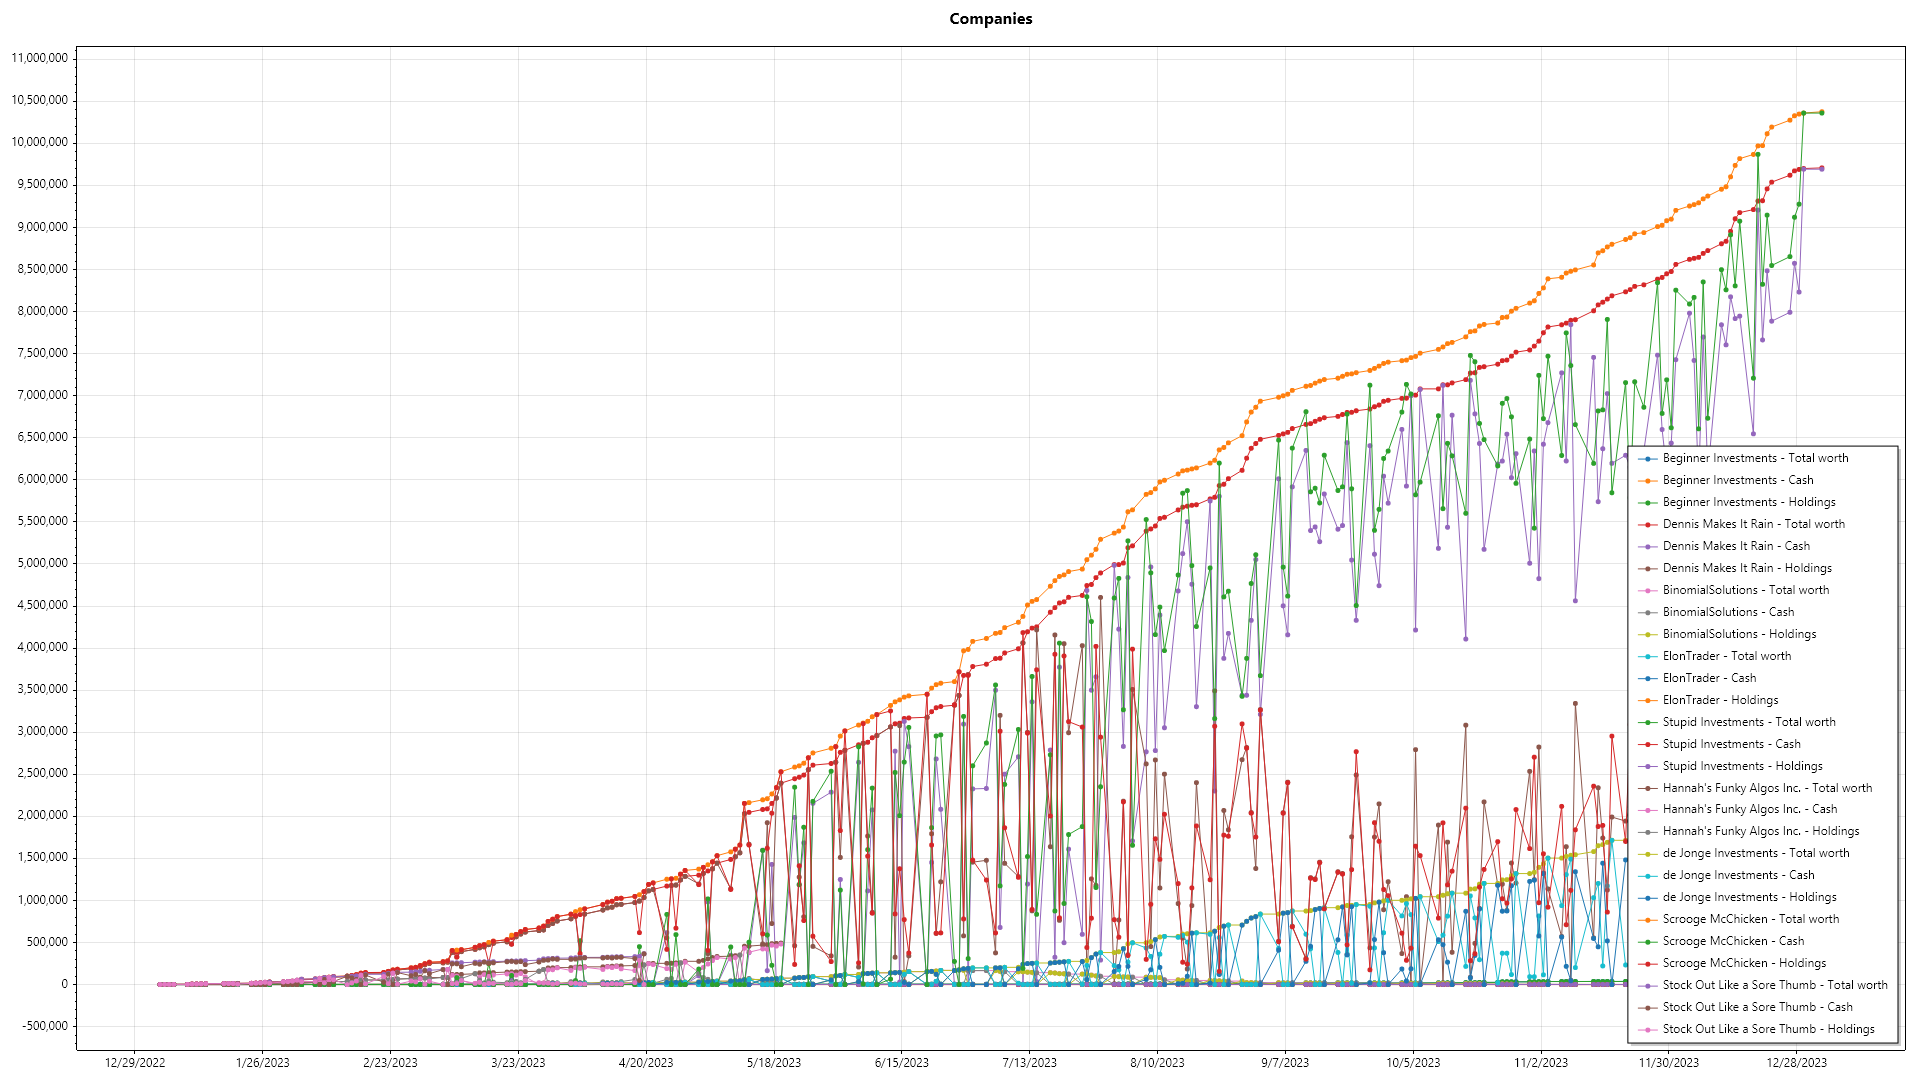 Companies
11,000,000
10,500,000
10,000,000
9,500,000
9,000,000
8,500,000
8,000,000
7,500,000
7,000,000
6,500,000
6,000,000
5,500,000
5,000,000
4,500,000
4,000,000
3,500,000
3,000,000
2,500,000
2,000,000
1,500,000
1,000,000
500,000
0
-500,000
12/29/2022 1/26/2023 2/23/2023 3/23/2023 4/20/2023 5/18/2023 6/15/2023 7/13/2023 8/10/2023 9/7/2023 10/5/2023 11/2/2023 11/30/2023 12/28/2023
Beginner Investments - Total worth
Beginner Investments - Cash
Beginner Investments - Holdings
Dennis Makes It Rain - Total worth
Dennis Makes It Rain - Cash
Dennis Makes It Rain - Holdings
BinomialSolutions - Total worth
BinomialSolutions - Cash
BinomialSolutions - Holdings
ElonTrader - Total worth
ElonTrader - Cash
ElonTrader - Holdings
Stupid Investments - Total worth
Stupid Investments - Cash
Stupid Investments - Holdings
Hannah's Funky Algos Inc. - Total worth
Hannah's Funky Algos Inc. - Cash
Hannah's Funky Algos Inc. - Holdings
de Jonge Investments - Total worth
de Jonge Investments - Cash
de Jonge Investments - Holdings
Scrooge McChicken - Total worth
Scrooge McChicken - Cash
Scrooge McChicken - Holdings
Stock Out Like a Sore Thumb - Total worth
Stock Out Like a Sore Thumb - Cash
Stock Out Like a Sore Thumb - Holdings